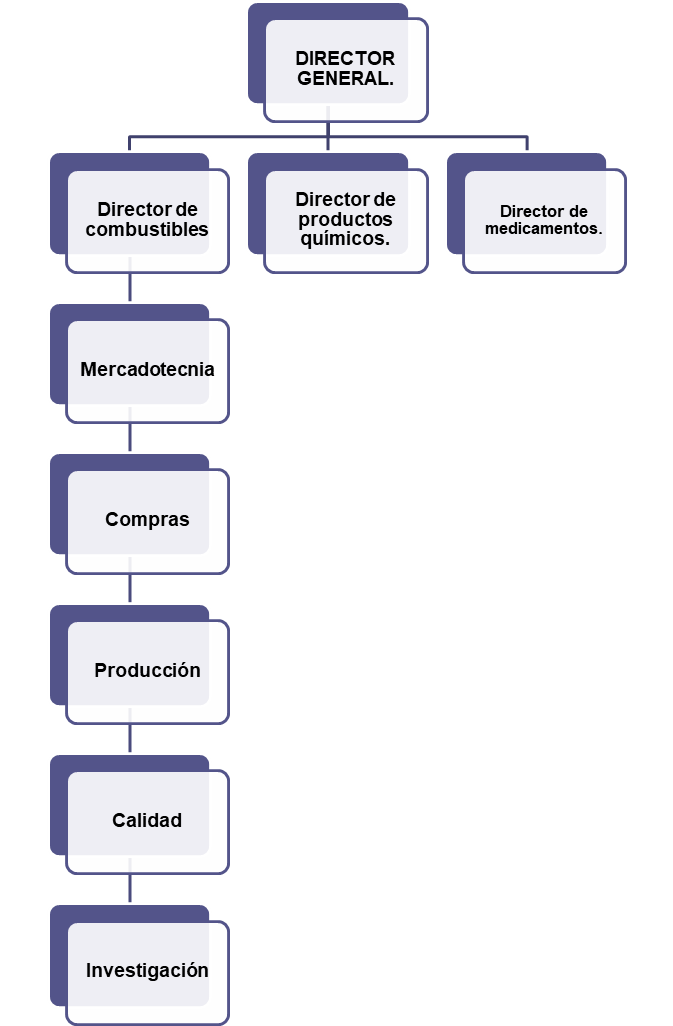 DIRECTOR
GENERAL.
Director de
combustibles
Director de
productos
químicos.
Director de
medicamentos.
Mercadotecnia
Compras
Producción
Calidad
Investigación